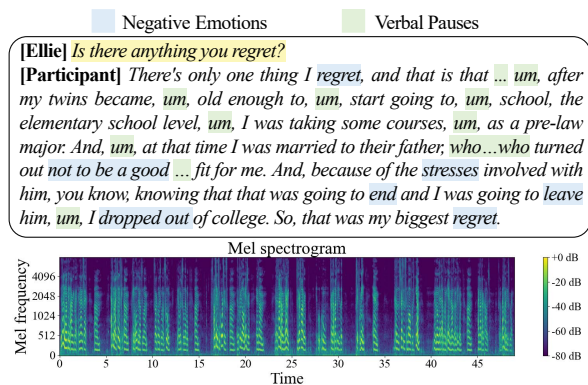 Negative Emotions Verbal Pauses
[Ellie] Is there anything you regret?
[Participant] There's only one thing I regret, and that is that ... um, after
my twins became, um, old enough to, um, start going to, um, school, the
elementary school level, um, I was taking some courses, um, as a pre-law
major. And, um, at that time I was married to their father, who...who turned
out not to be a good ... fit for me. And, because of the stresses involved with
him, you know, knowing that that was going to end and I was going to leave
him, um, I dropped out of college. So, that was my biggest regret.
Mel spectrogram
Mel frequency
4096
2048
1024
512
0
0 5 10 15 20 25 30 35 40 45
Time
+0 dB
-20 dB
-40 dB
-60 dB
-80 dB